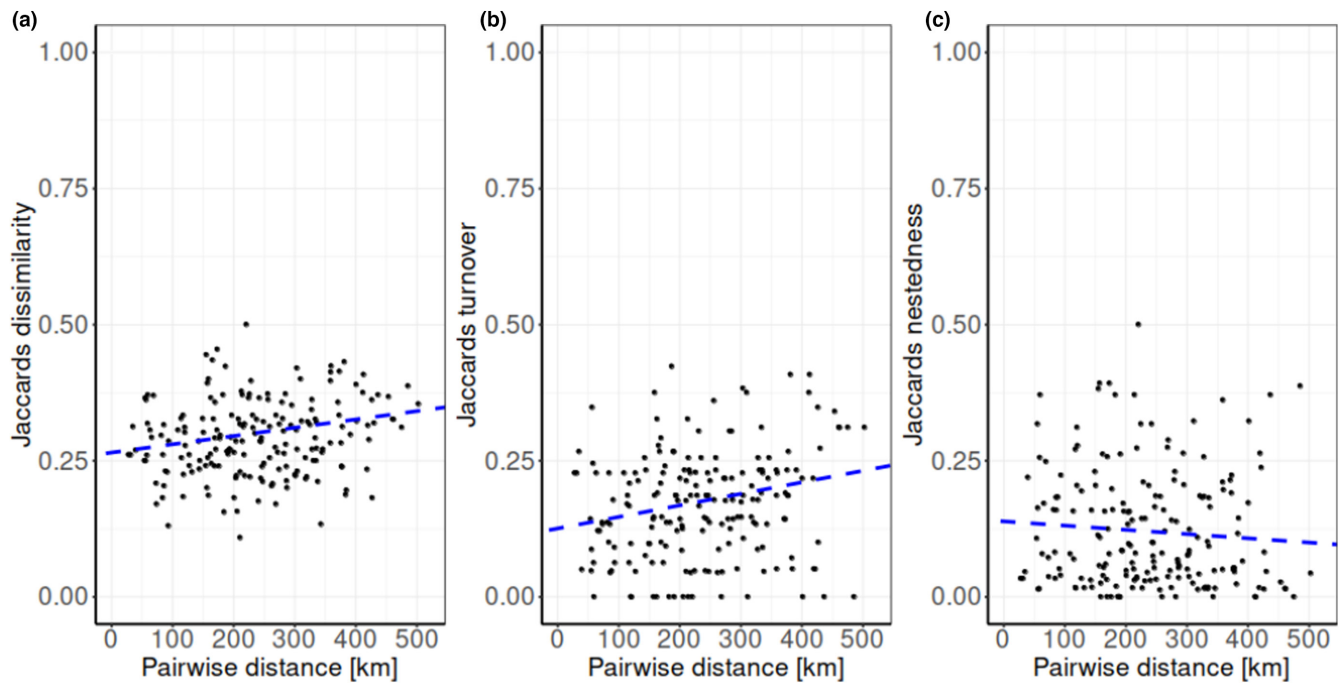 (a)
Jaccards dissimilarity
1.00
0.75
0.50
0.25
0.00
0 100 200 300 400 500
Pairwise distance [km]
(b)
Jaccards turnover
1.00
0.75
0.50
0.25
0.00
0 100 200 300 400 500
Pairwise distance [km]
(c)
Jaccards nestedness
1.00
0.75
0.50
0.25
0.00
0 100 200 300 400 500
Pairwise distance [km]